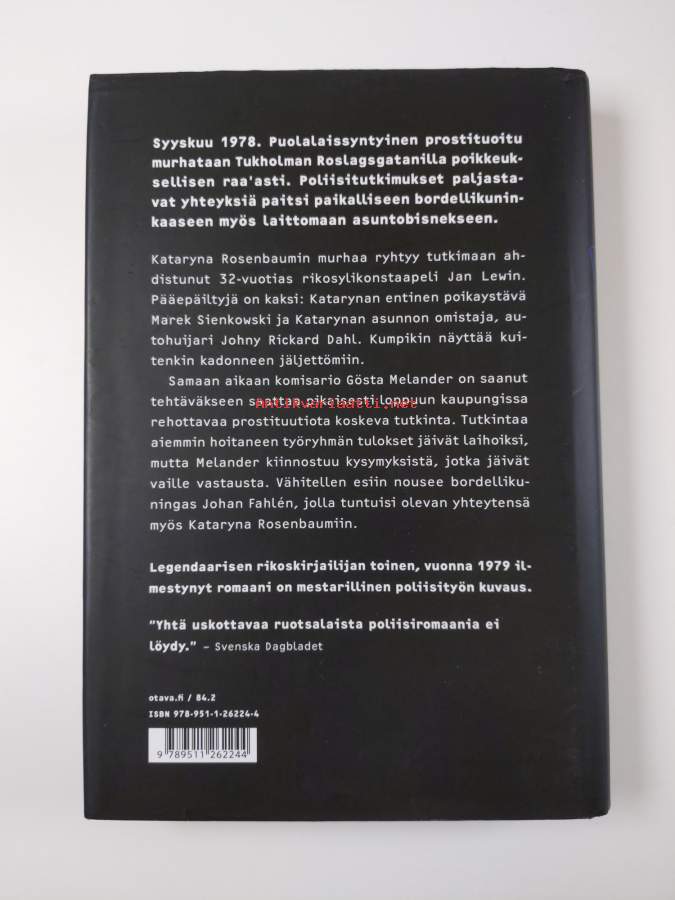 Syyskuu 1978. Puolalaissyntyinen prostituoitu
murhataan Tukholman Roslagsgatanilla poikkeuk-
sellisen raa'asti. Poliisitutkimukset paljasta-
vat yhteyksiä paitsi paikalliseen bordellikunin-
kaaseen myös laittomaan asuntobisnekseen.
Kataryna Rosenbaumin murhaa ryhtyy tutkimaan ah-
distunut 32-vuotias rikosylikonstaapeli Jan Lewin.
Pääepäiltyjä on kaksi: Katarynan entinen poikaystävä
Marek Sienkowski ja Katarynan asunnon omistaja, au-
tohuijari Johny Rickard Dahl. Kumpikin näyttää kui-
tenkin kadonneen jäljettömiin.
Samaan aikaan komisario Gösta Melander on saanut
tehtäväkseen saattaa pikaisesti loppuun kaupungissa
Antikvariaatti.net
rehottavaa prostituutiota koskeva tutkinta. Tutkintaa
aiemmin hoitaneen työryhmän tulokset jäivät laihoiksi,
mutta Melander kiinnostuu kysymyksistä, jotka jäivät
vaille vastausta. Vähitellen esiin nousee bordelliku-
ningas Johan Fahlén, jolla tuntuisi olevan yhteytensä
myös Kataryna Rosenbaumiin.
Legendaarisen rikoskirjailijan toinen, vuonna 1979 il-
mestynyt romaani on mestarillinen poliisityön kuvaus.
"Yhtä uskottavaa ruotsalaista poliisiromaania ei
löydy." – Svenska Dagbladet
otava.fi / 84.2
ISBN 978-951-1-26224-4
9 789511 262244